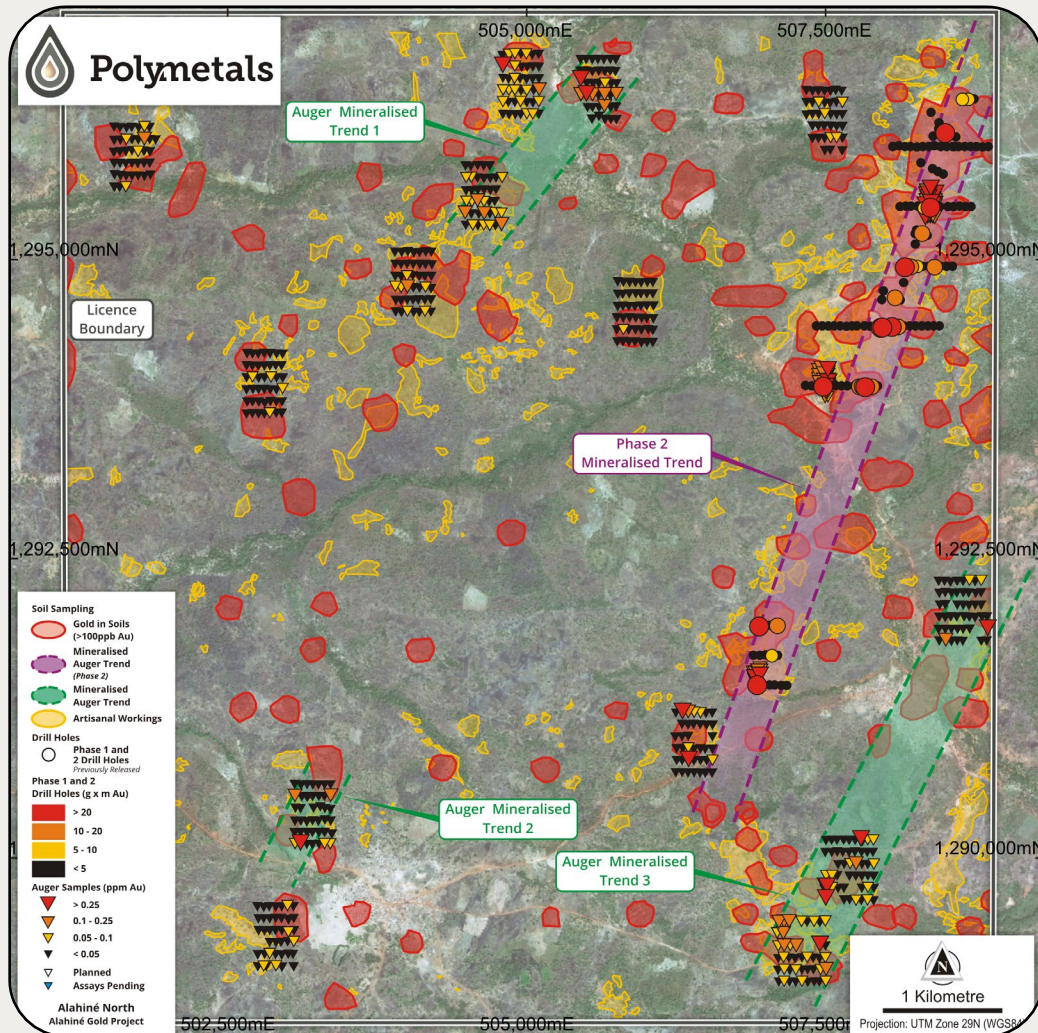 505,000mE
507,500mE
Polymetals
Auger Mineralised
Trend 1
1,295,000mN
1,295,000mN
Licence
Boundary
Phase 2
Mineralised Trend
1,292,500mN
1,292,500mN
Soil Sampling
Gold in Soils
(>100ppb Au)
Mineralised
Auger Trend
(Phase 2)
Mineralised
Auger Trend
Artisanal Workings
Drill Holes
Phase 1 and
2 Drill Holes
Previously Released
Phase 1 and 2
Drill Holes (g x m Au)
> 20
10 - 20
5 - 10
< 5
Auger Samples (ppm Au)
> 0.25
0.1 - 0.25
0.05 - 0.1
< 0.05
Planned
Assays Pending
Alahiné North
Alahiné Gold Project
Auger Mineralised
Trend 2
Auger Mineralised
Trend 3
1,290,000mN
N
1 Kilometre
Projection: UTM Zone 29N (WGS84)
502,500mE
505,000mE
507,500